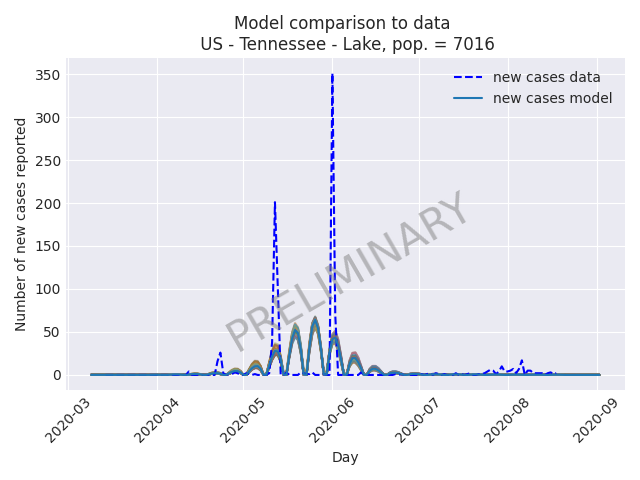 Model comparison to data
US - Tennessee - Lake, pop. = 7016
new cases data
new cases model
Number of new cases reported
350
300
250
200
150
100
50
0
PRELIMINARY
2020-03
2020-04
2020-05
2020-06
2020-07
2020-08
2020-09
Day